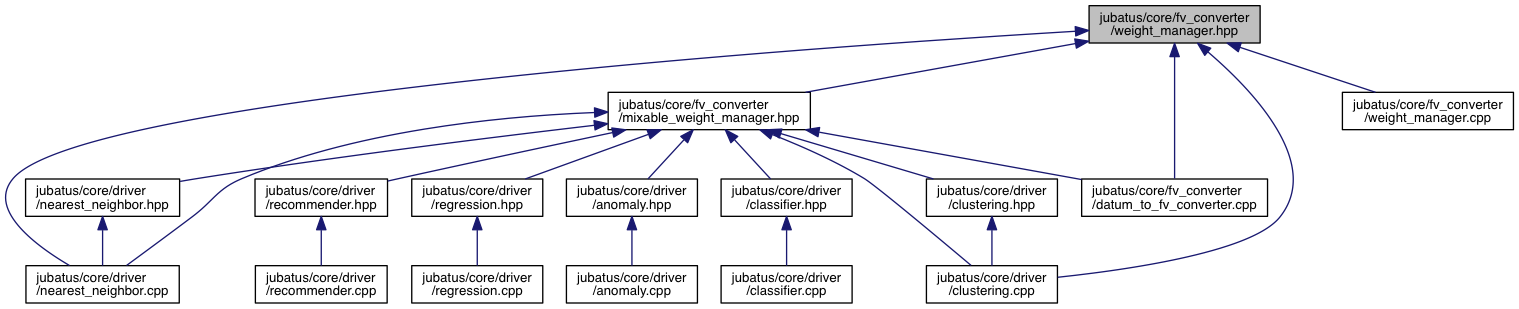 jubatus/core/fv_converter
/weight_manager.hpp
jubatus/core/fv_converter
/mixable_weight_manager.hpp
jubatus/core/fv_converter
/weight_manager.cpp
jubatus/core/driver
/nearest_neighbor.hpp
jubatus/core/driver
/recommender.hpp
jubatus/core/driver
/regression.hpp
jubatus/core/driver
/anomaly.hpp
jubatus/core/driver
/classifier.hpp
jubatus/core/driver
/clustering.hpp
jubatus/core/fv_converter
/datum_to_fv_converter.cpp
jubatus/core/driver
/nearest_neighbor.cpp
jubatus/core/driver
/recommender.cpp
jubatus/core/driver
/regression.cpp
jubatus/core/driver
/anomaly.cpp
jubatus/core/driver
/classifier.cpp
jubatus/core/driver
/clustering.cpp